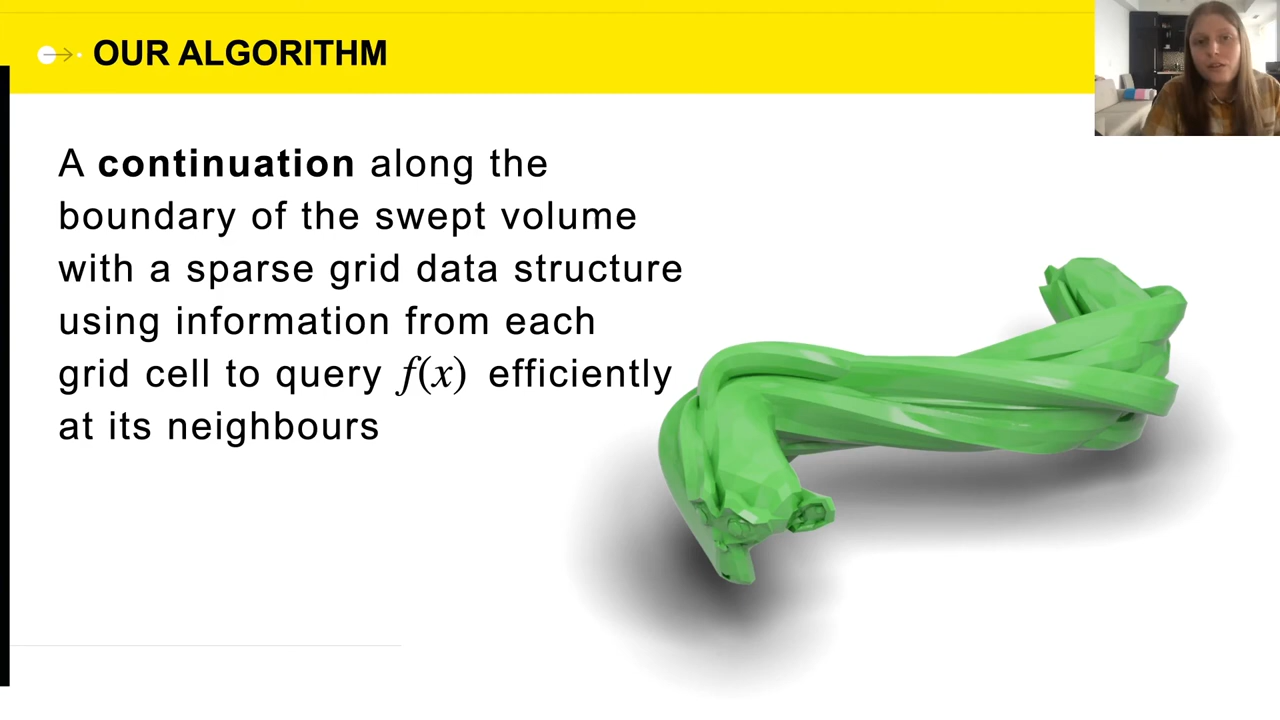 OUR ALGORITHM
A continuation along the
boundary of the swept volume
with a sparse grid data structure
using information from each
grid cell to query f(x) efficiently
at its neighbours